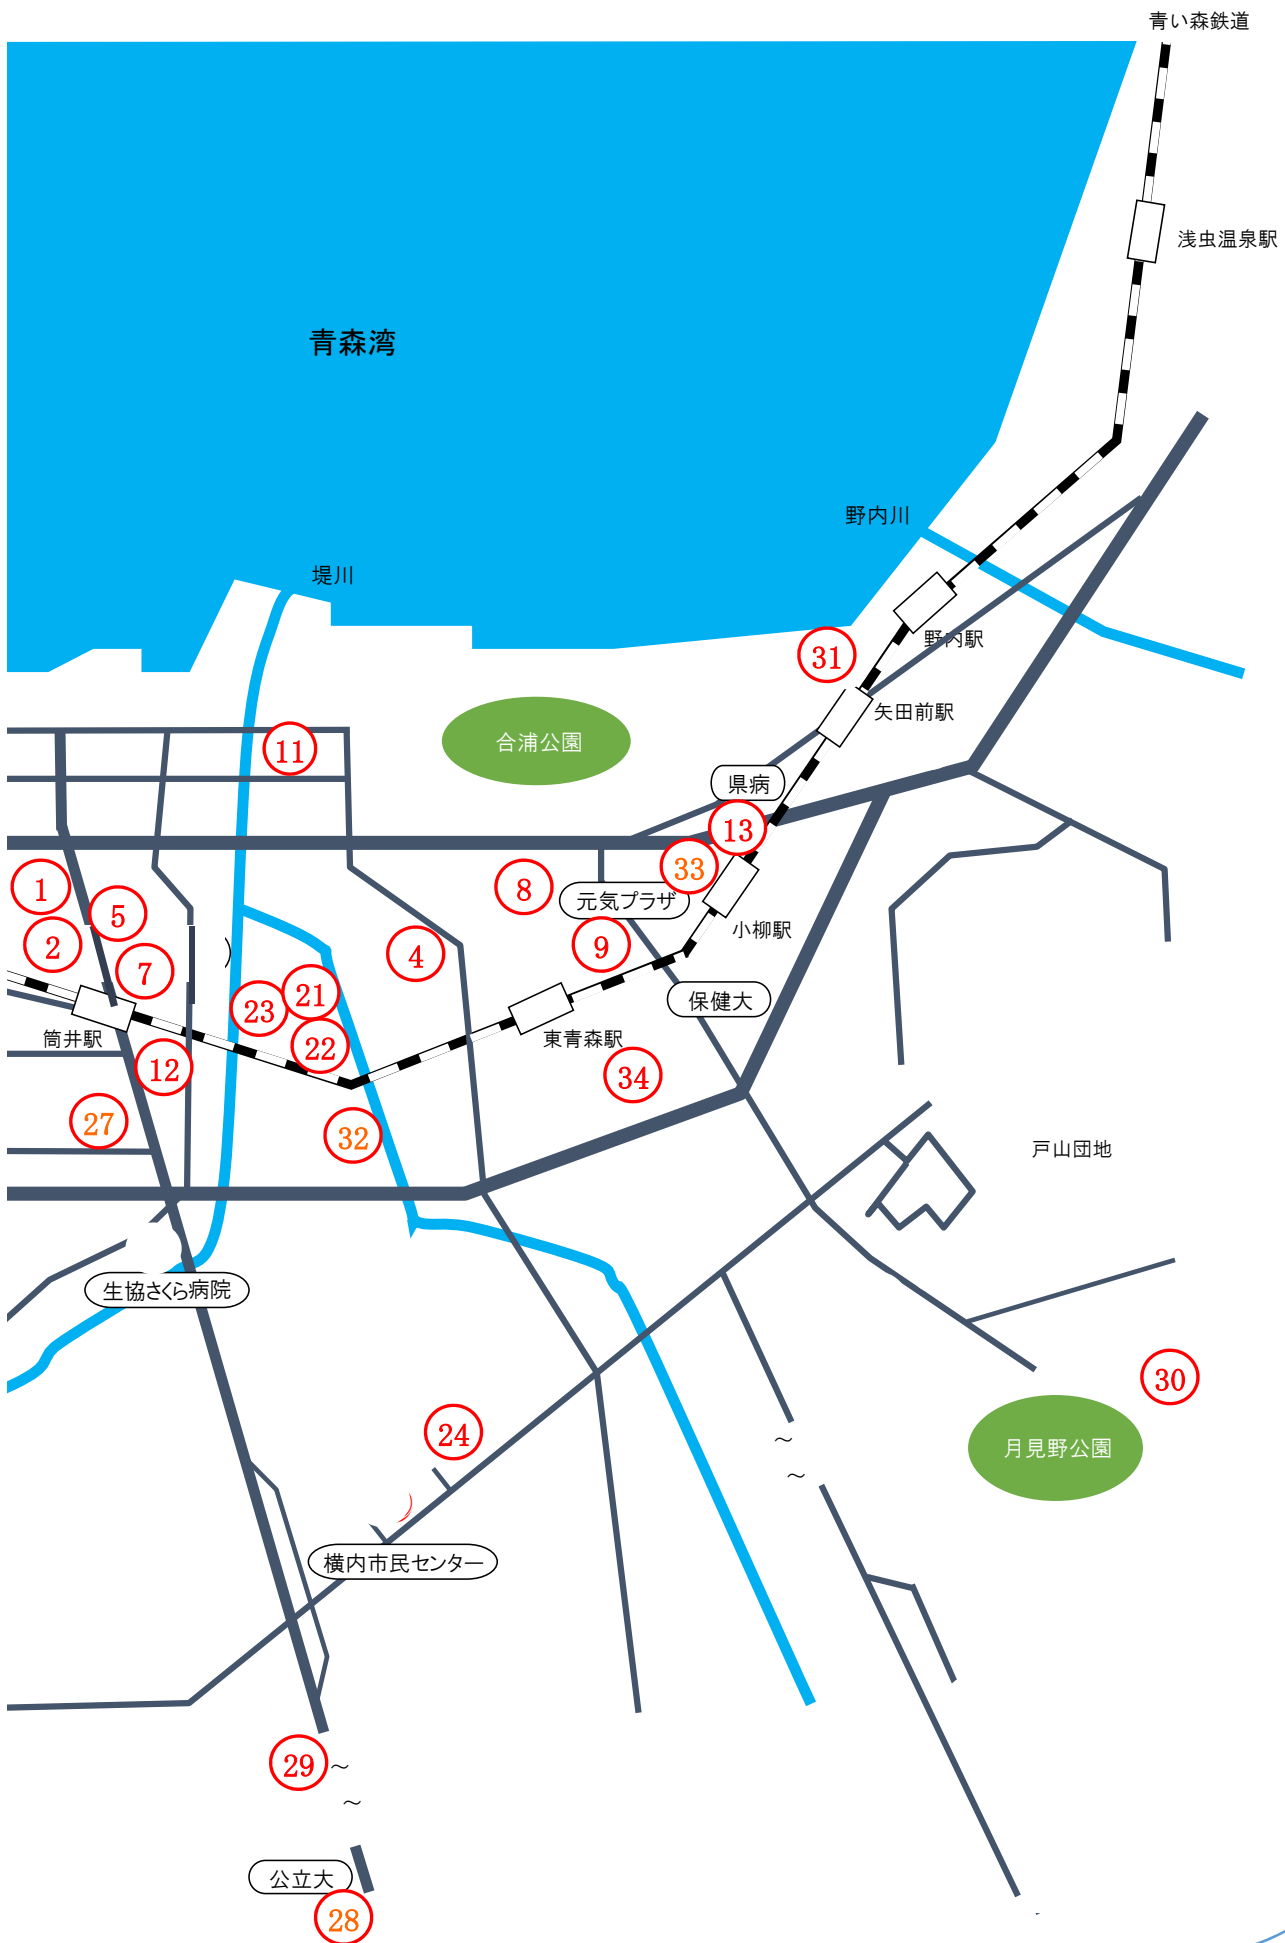 青い森鉄道
浅虫温泉駅
青森湾
野内川
堤川
野内駅
31
矢田前駅
合浦公園
11
県病
13
33
1
5
8
元気プラザ
小柳駅
2
4
9
7
23
21
保健大
筒井駅
22
東青森駅
12
34
27
32
戸山団地
生協さくら病院
30
24
月見野公園
～
～
横内市民センター
29
～
～
公立大
28